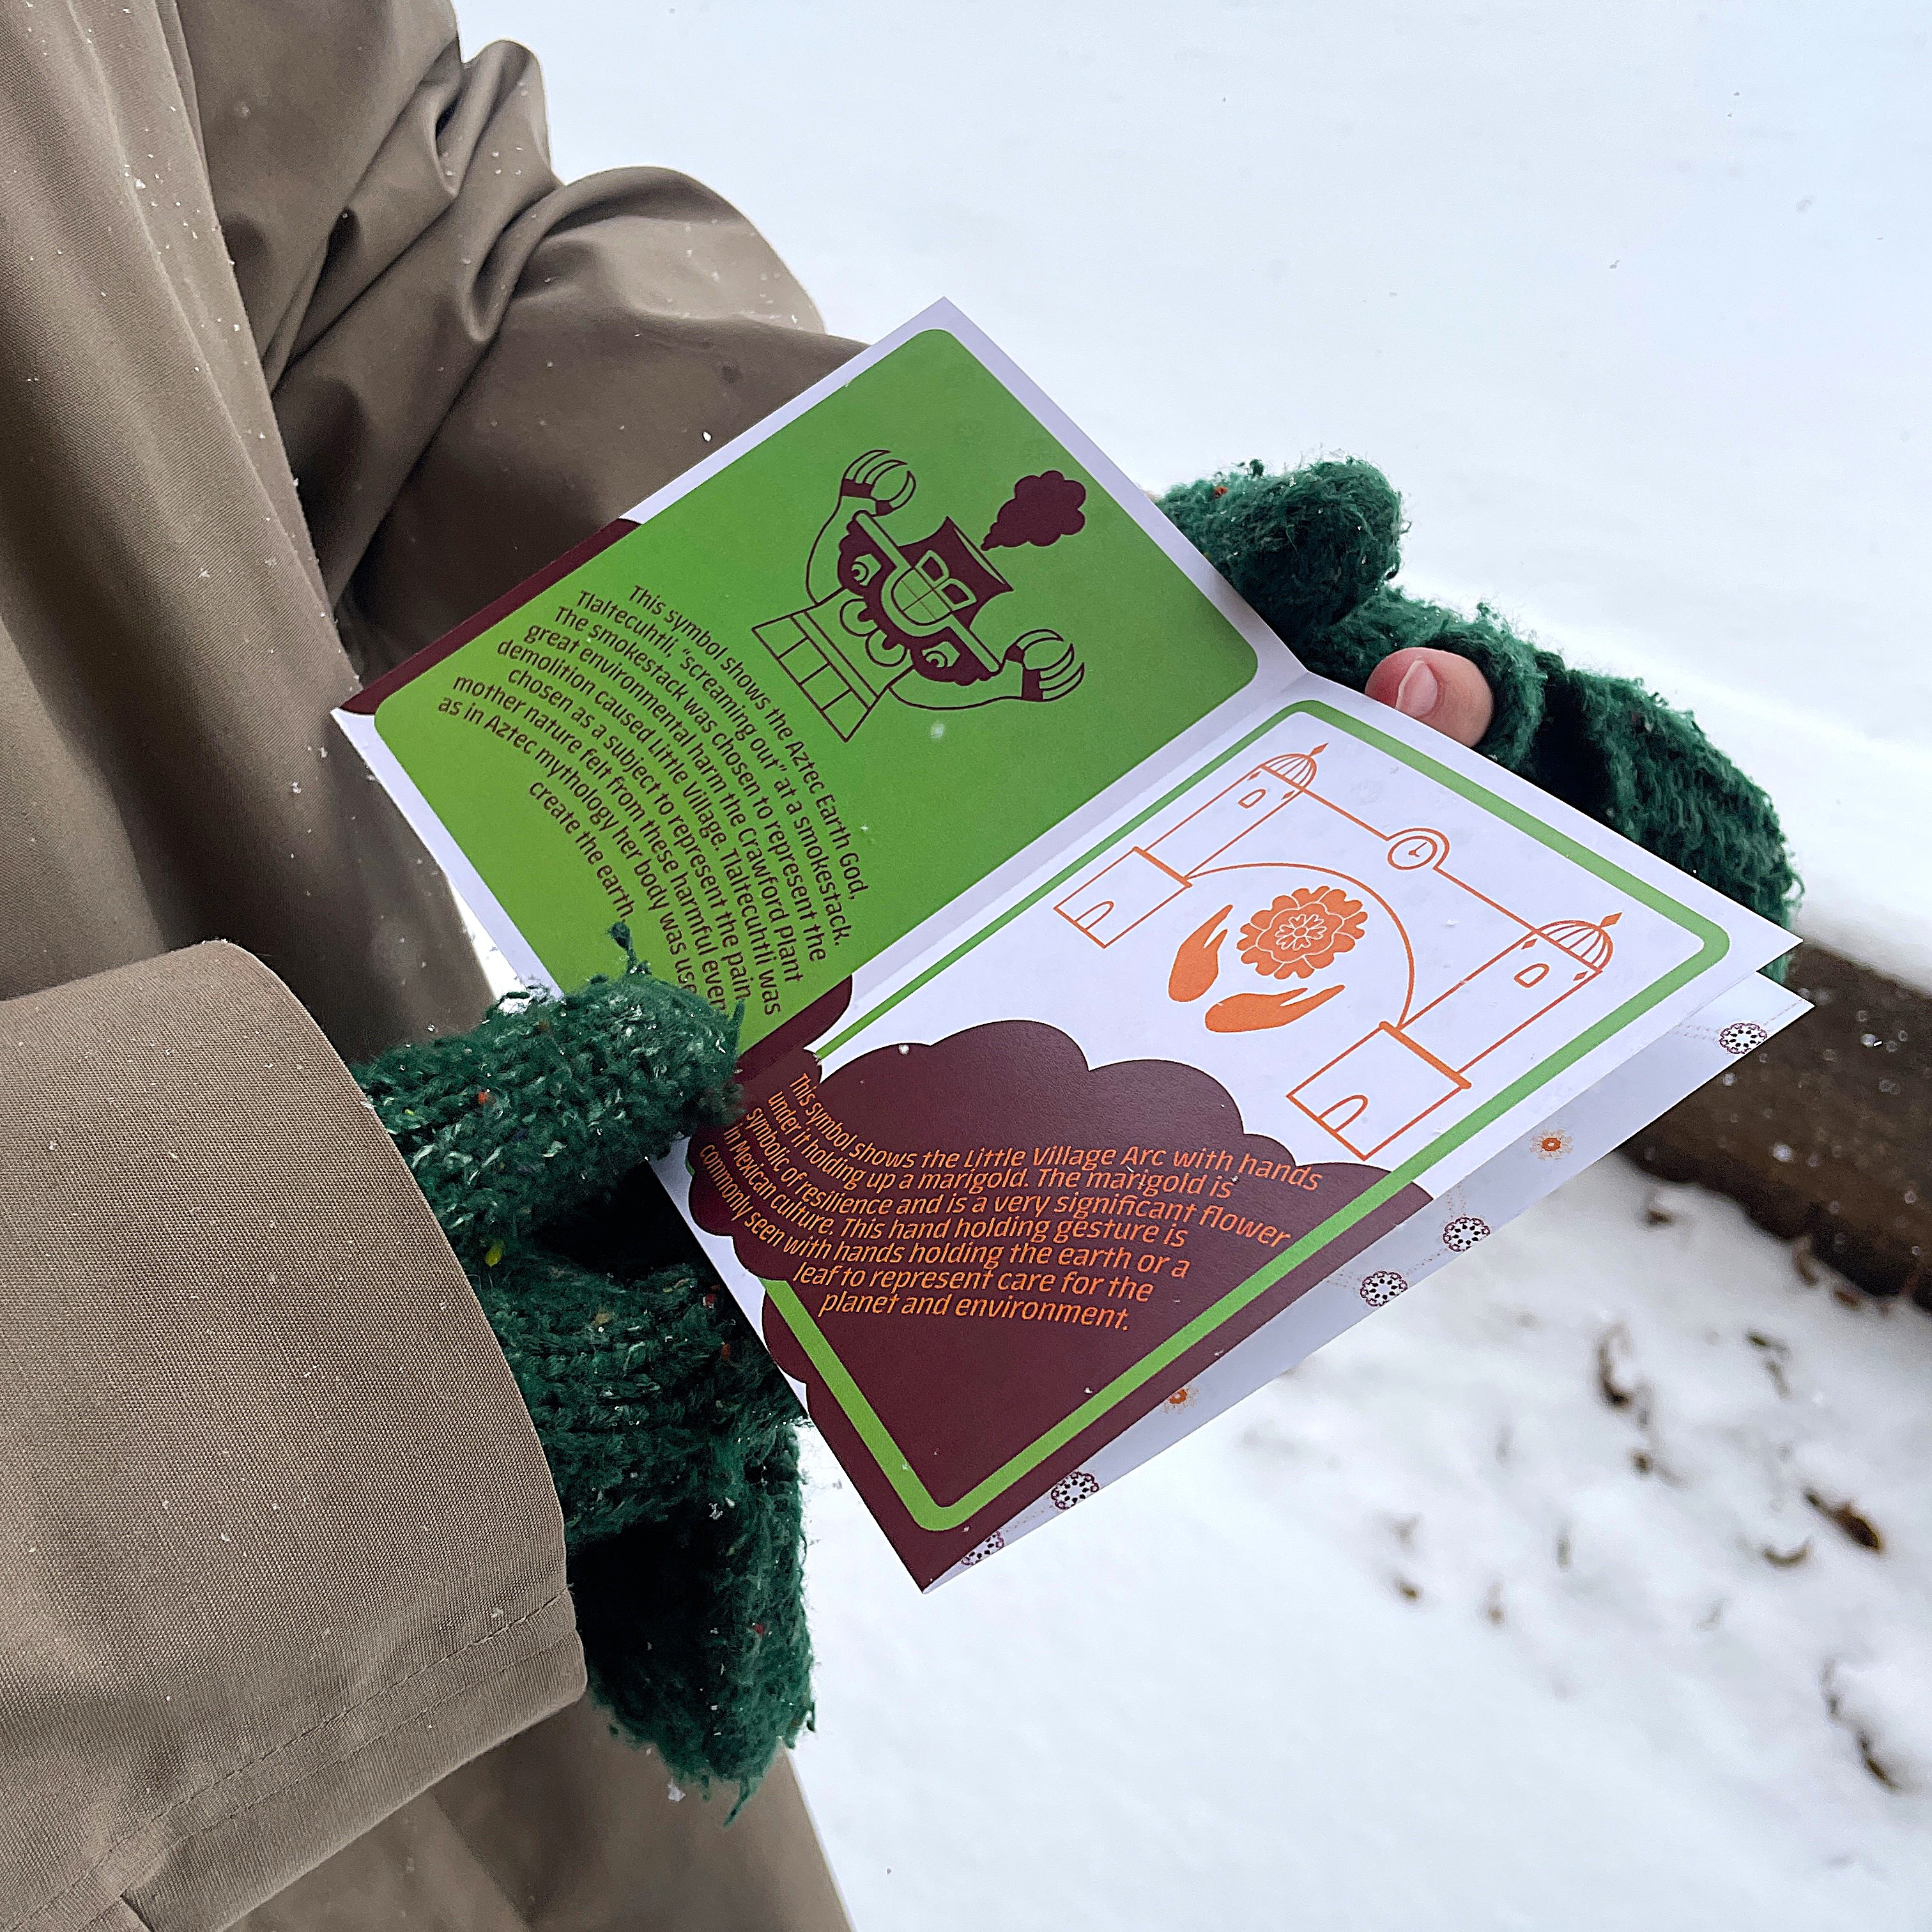 This symbol shows the Aztec Earth God,
Tlaltecuhtli, "screaming out" at a smokestack.
The smokestack was chosen to represent the
great environmental harm the Crawford Plant
demolition caused Little Village. Tlaltecuhtli was
chosen as a subject to represent the pain
mother nature felt from these harmful
as in Aztec mythology her body was
create the earth.
This symbol shows the Little Village Arc with hands
under it holding up a marigold. The marigold is
symbolic of resilience and is a very significant flower
in Mexican culture. This hand holding gesture is
commonly seen with hands holding the earth or a
leaf to represent care for the
planet and environment.